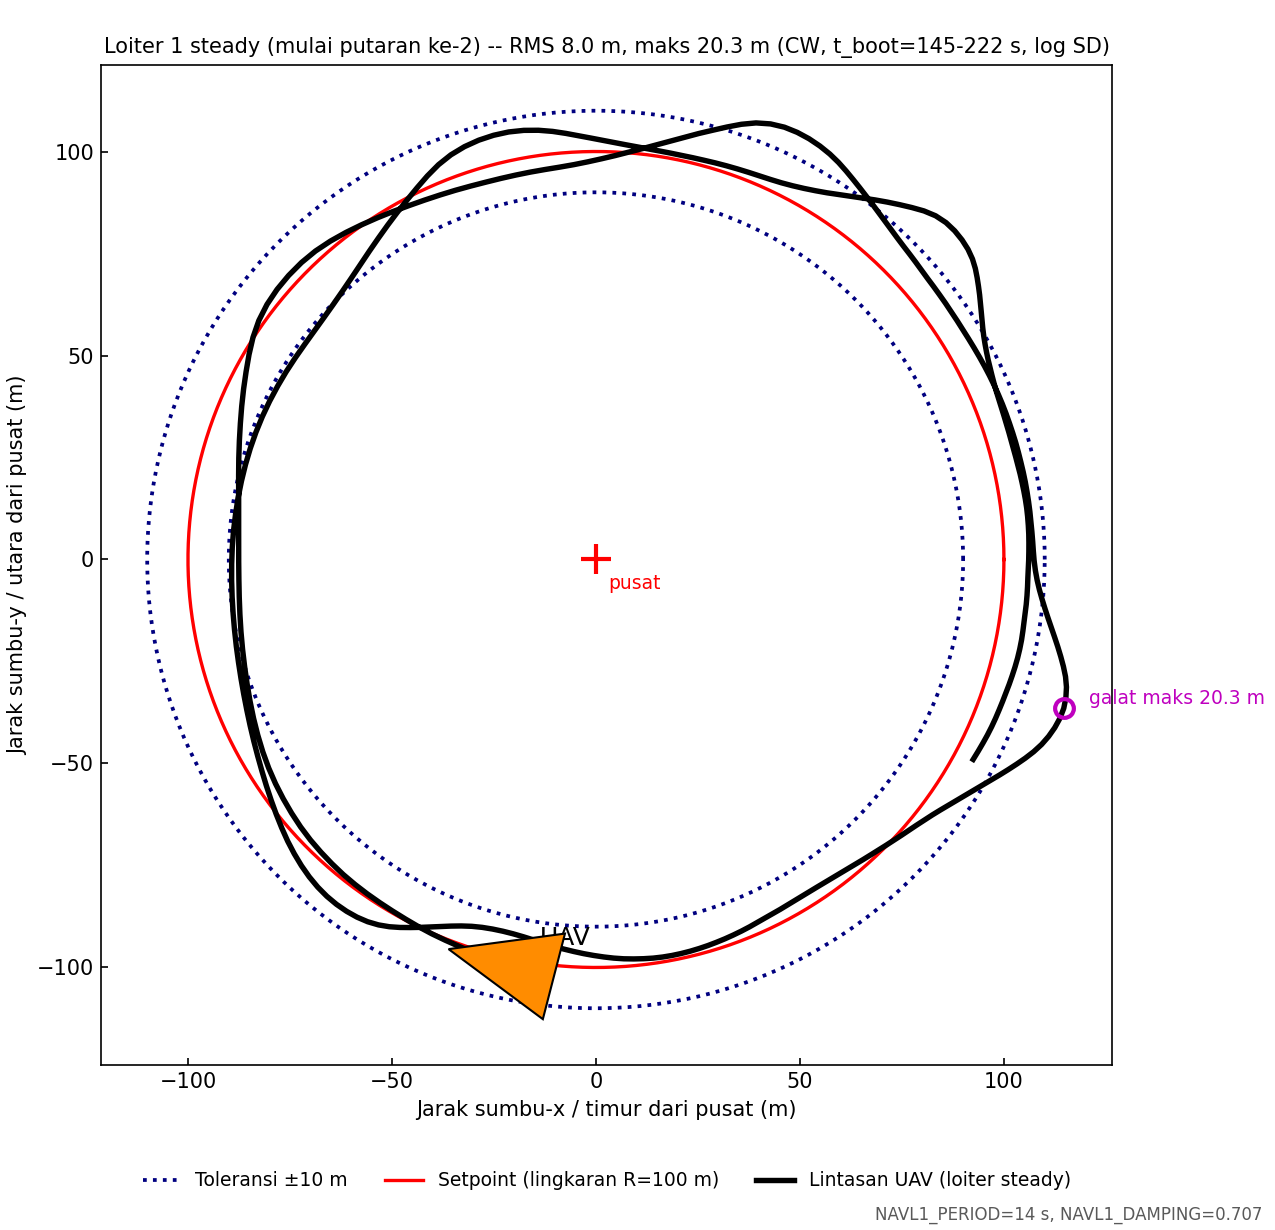 Loiter 1 steady (mulai putaran ke-2) -- RMS 8.0 m, maks 20.3 m (CW, t_boot=145-222 s, log SD)
Jarak sumbu-y / utara dari pusat (m)
100
50
0
−50
−100
pusat
galat maks 20.3 m
UAV
−100
−50
0
50
100
Jarak sumbu-x / timur dari pusat (m)
Toleransi ±10 m
Setpoint (lingkaran R=100 m)
Lintasan UAV (loiter steady)
NAVL1_PERIOD=14 s, NAVL1_DAMPING=0.707